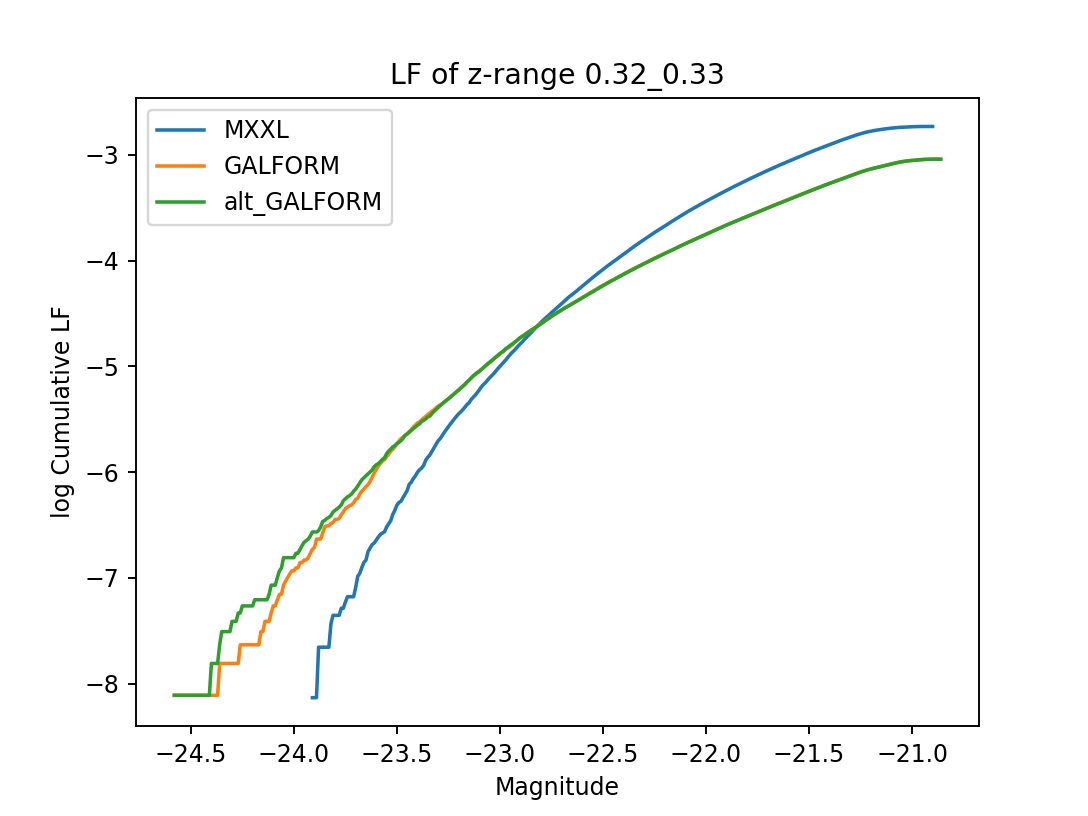 LF of z-range 0.32_0.33
MXXL
GALFORM
alt_GALFORM
log Cumulative LF
−3
−4
−5
−6
−7
−8
−24.5 −24.0 −23.5 −23.0 −22.5 −22.0 −21.5 −21.0
Magnitude